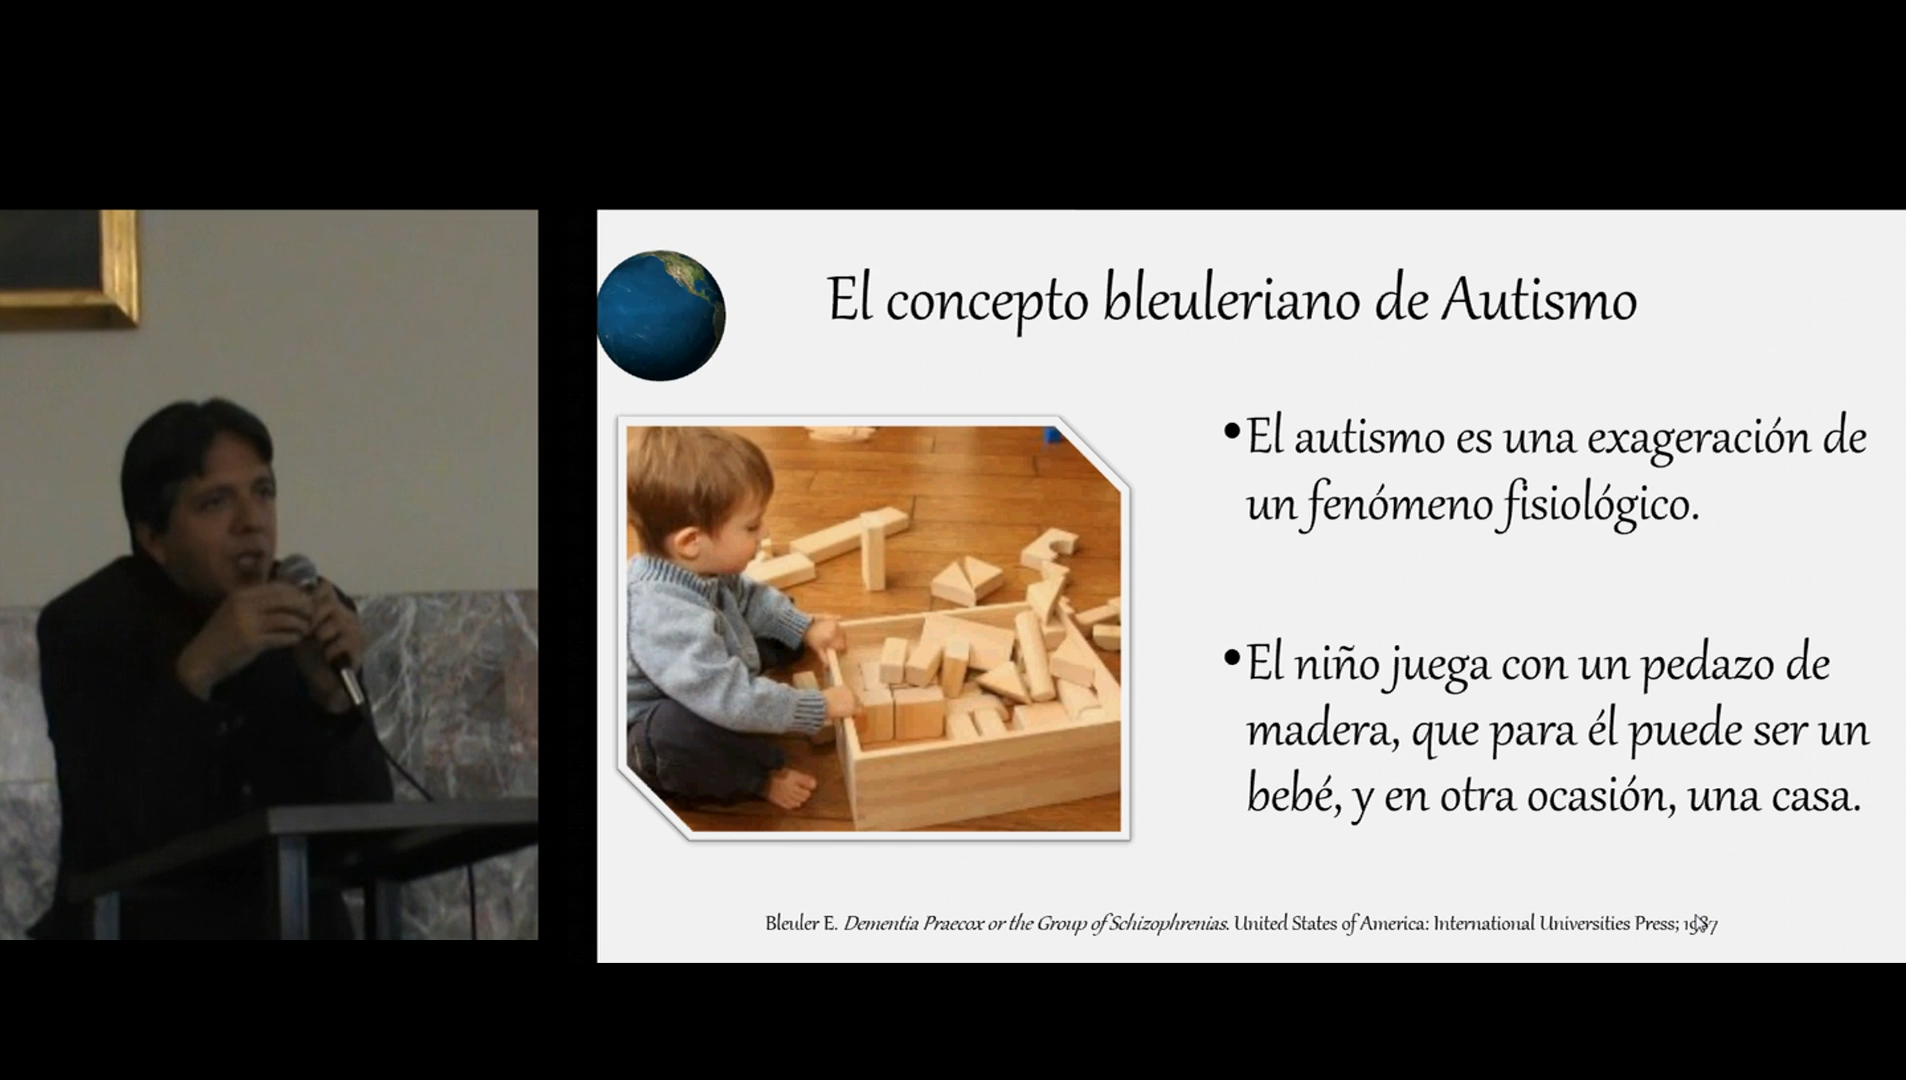 El concepto bleuleriano de Autismo
•El autismo es una exageración de
un fenómeno fisiológico.
•El niño juega con un pedazo de
madera, que para él puede ser un
bebé, y en otra ocasión, una casa.
Bleuler E. Dementia Praecox or the Group of Schizophrenias. United States of America: International Universities Press;